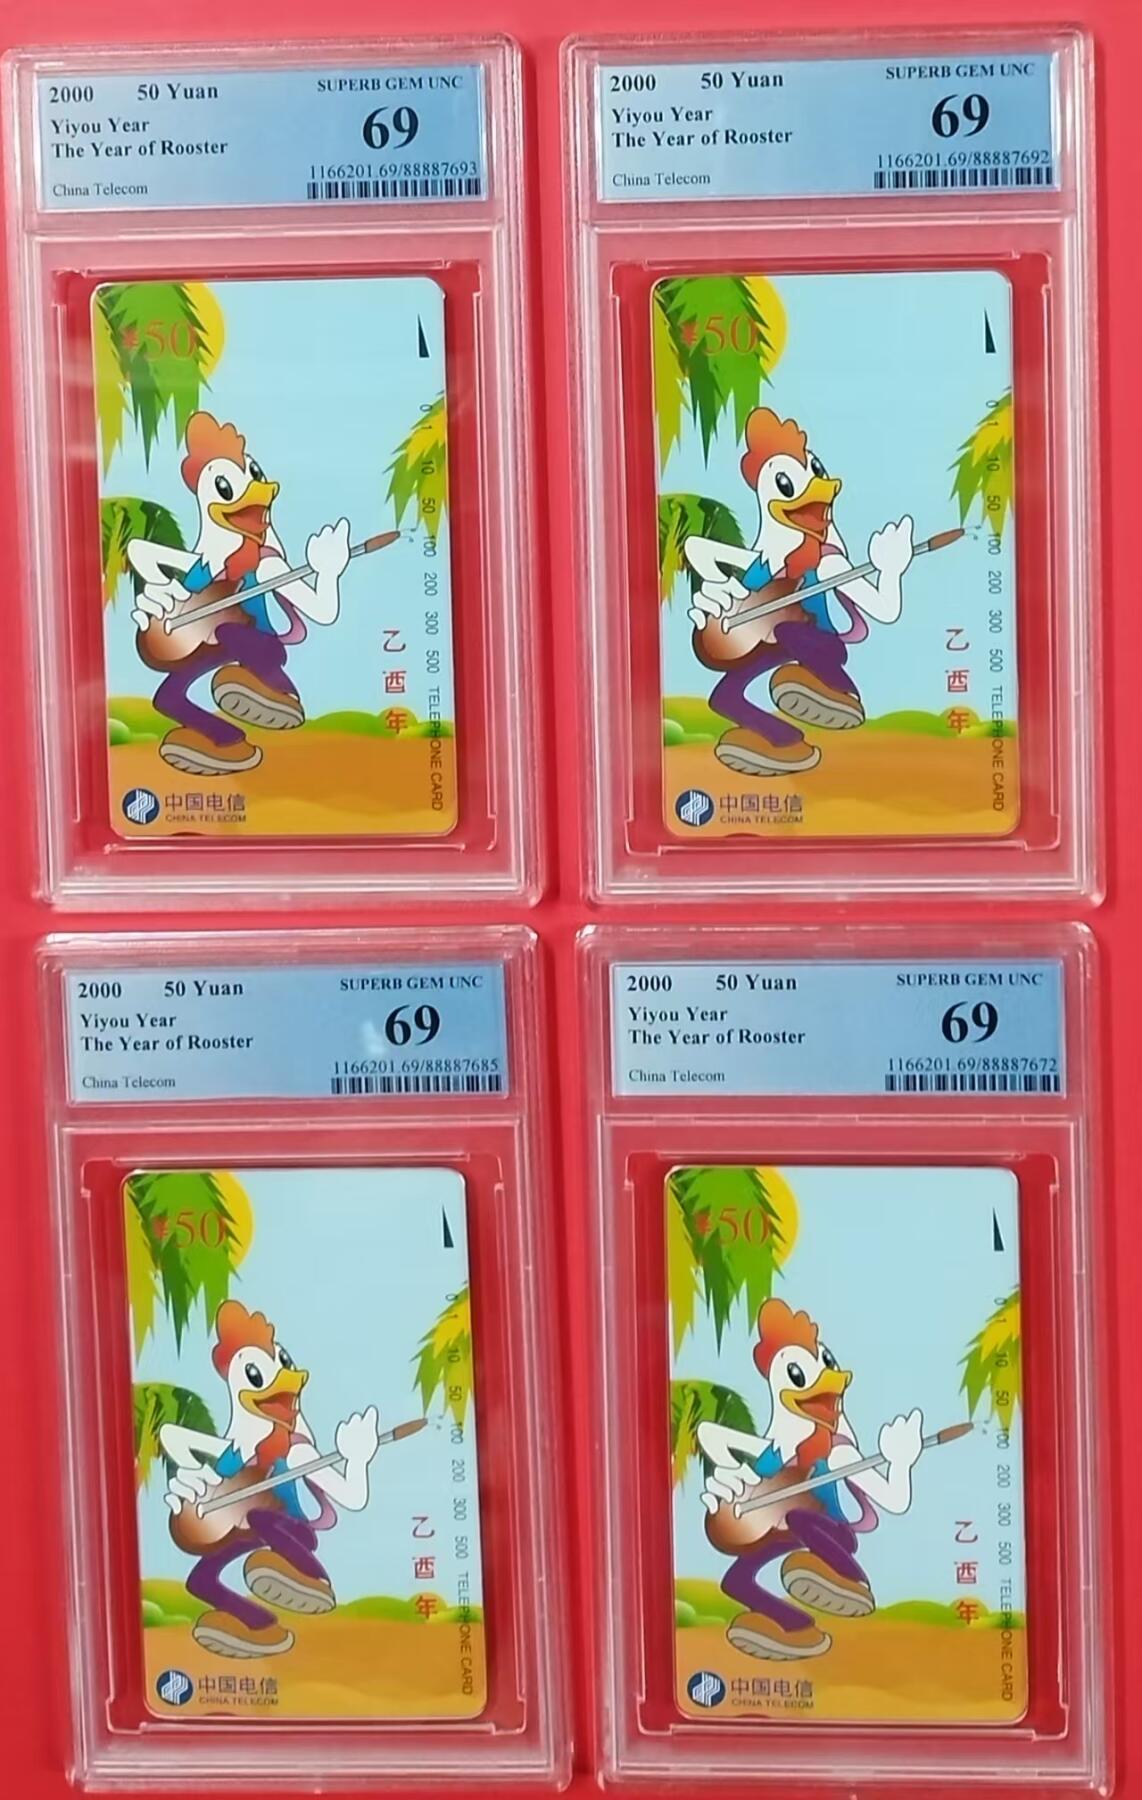 2000 50 Yuan SUPERB GEM UNC
Yiyou Year 69
The Year of Rooster
1166201.69/88887693
China Telecom
¥50
0 1 10 50 100 200 300 500 TELEPHONE CARD
乙酉年
中国电信
CHINA TELECOM
2000 50 Yuan SUPERB GEM UNC
Yiyou Year 69
The Year of Rooster
1166201.69/88887692
China Telecom
¥50
0 1 10 50 100 200 300 500 TELEPHONE CARD
乙酉年
中国电信
CHINA TELECOM
2000 50 Yuan SUPERB GEM UNC
Yiyou Year 69
The Year of Rooster
1166201.69/88887685
China Telecom
¥50
0 1 10 50 100 200 300 500 TELEPHONE CARD
乙酉年
中国电信
CHINA TELECOM
2000 50 Yuan SUPERB GEM UNC
Yiyou Year 69
The Year of Rooster
1166201.69/88887672
China Telecom
¥50
0 1 10 50 100 200 300 500 TELEPHONE CARD
乙酉年
中国电信
CHINA TELECOM